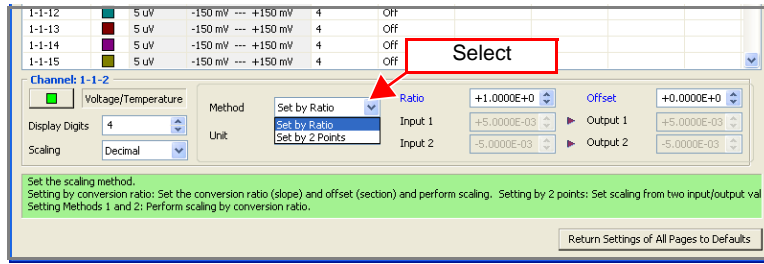 1-1-12 5 uV -150 mV --- +150 mV 4 Off
1-1-13 5 uV -150 mV --- +150 mV 4 Off
1-1-14 5 uV -150 mV --- +150 mV 4 Off
1-1-15 5 uV -150 mV --- +150 mV 4 Off
Select
Channel: 1-1-2
Voltage/Temperature
Display Digits 4
Scaling Decimal
Method Set by Ratio
Set by Ratio
Set by 2 Points
Unit
Ratio +1.0000E+0 Offset +0.0000E+0
Input 1 +5.0000E-03 Output 1 +5.0000E-03
Input 2 -5.0000E-03 Output 2 -5.0000E-03
Set the scaling method.
Setting by conversion ratio: Set the conversion ratio (slope) and offset (section) and perform scaling. Setting by 2 points: Set scaling from two input/output val
Setting Methods 1 and 2: Perform scaling by conversion ratio.
Return Settings of All Pages to Defaults